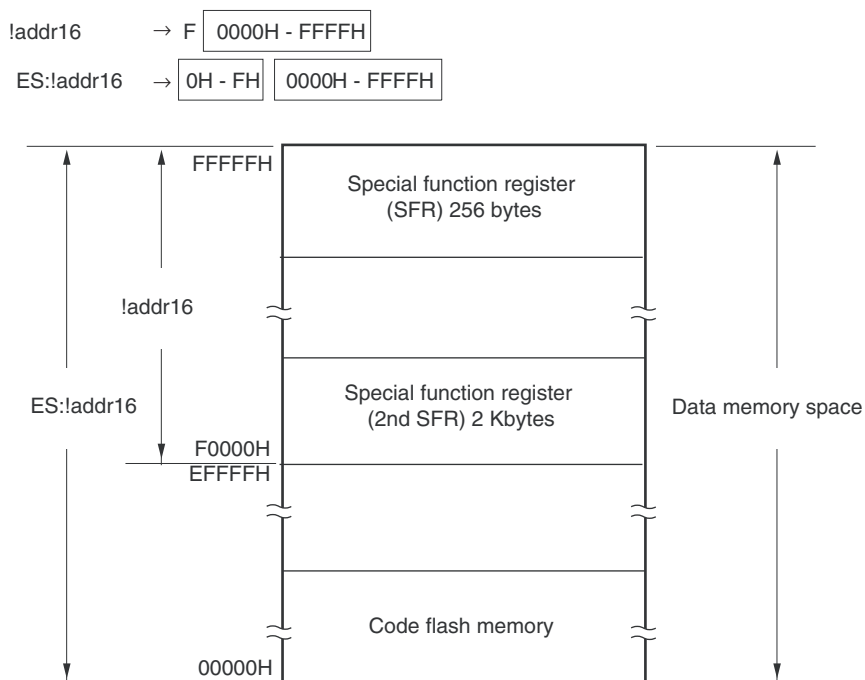 !addr16 → F 0000H - FFFFH
ES:!addr16 → 0H - FH 0000H - FFFFH
FFFFFH
Special function register
(SFR) 256 bytes
!addr16
ES:!addr16
Special function register
(2nd SFR) 2 Kbytes
Data memory space
F0000H
EFFFFH
Code flash memory
00000H